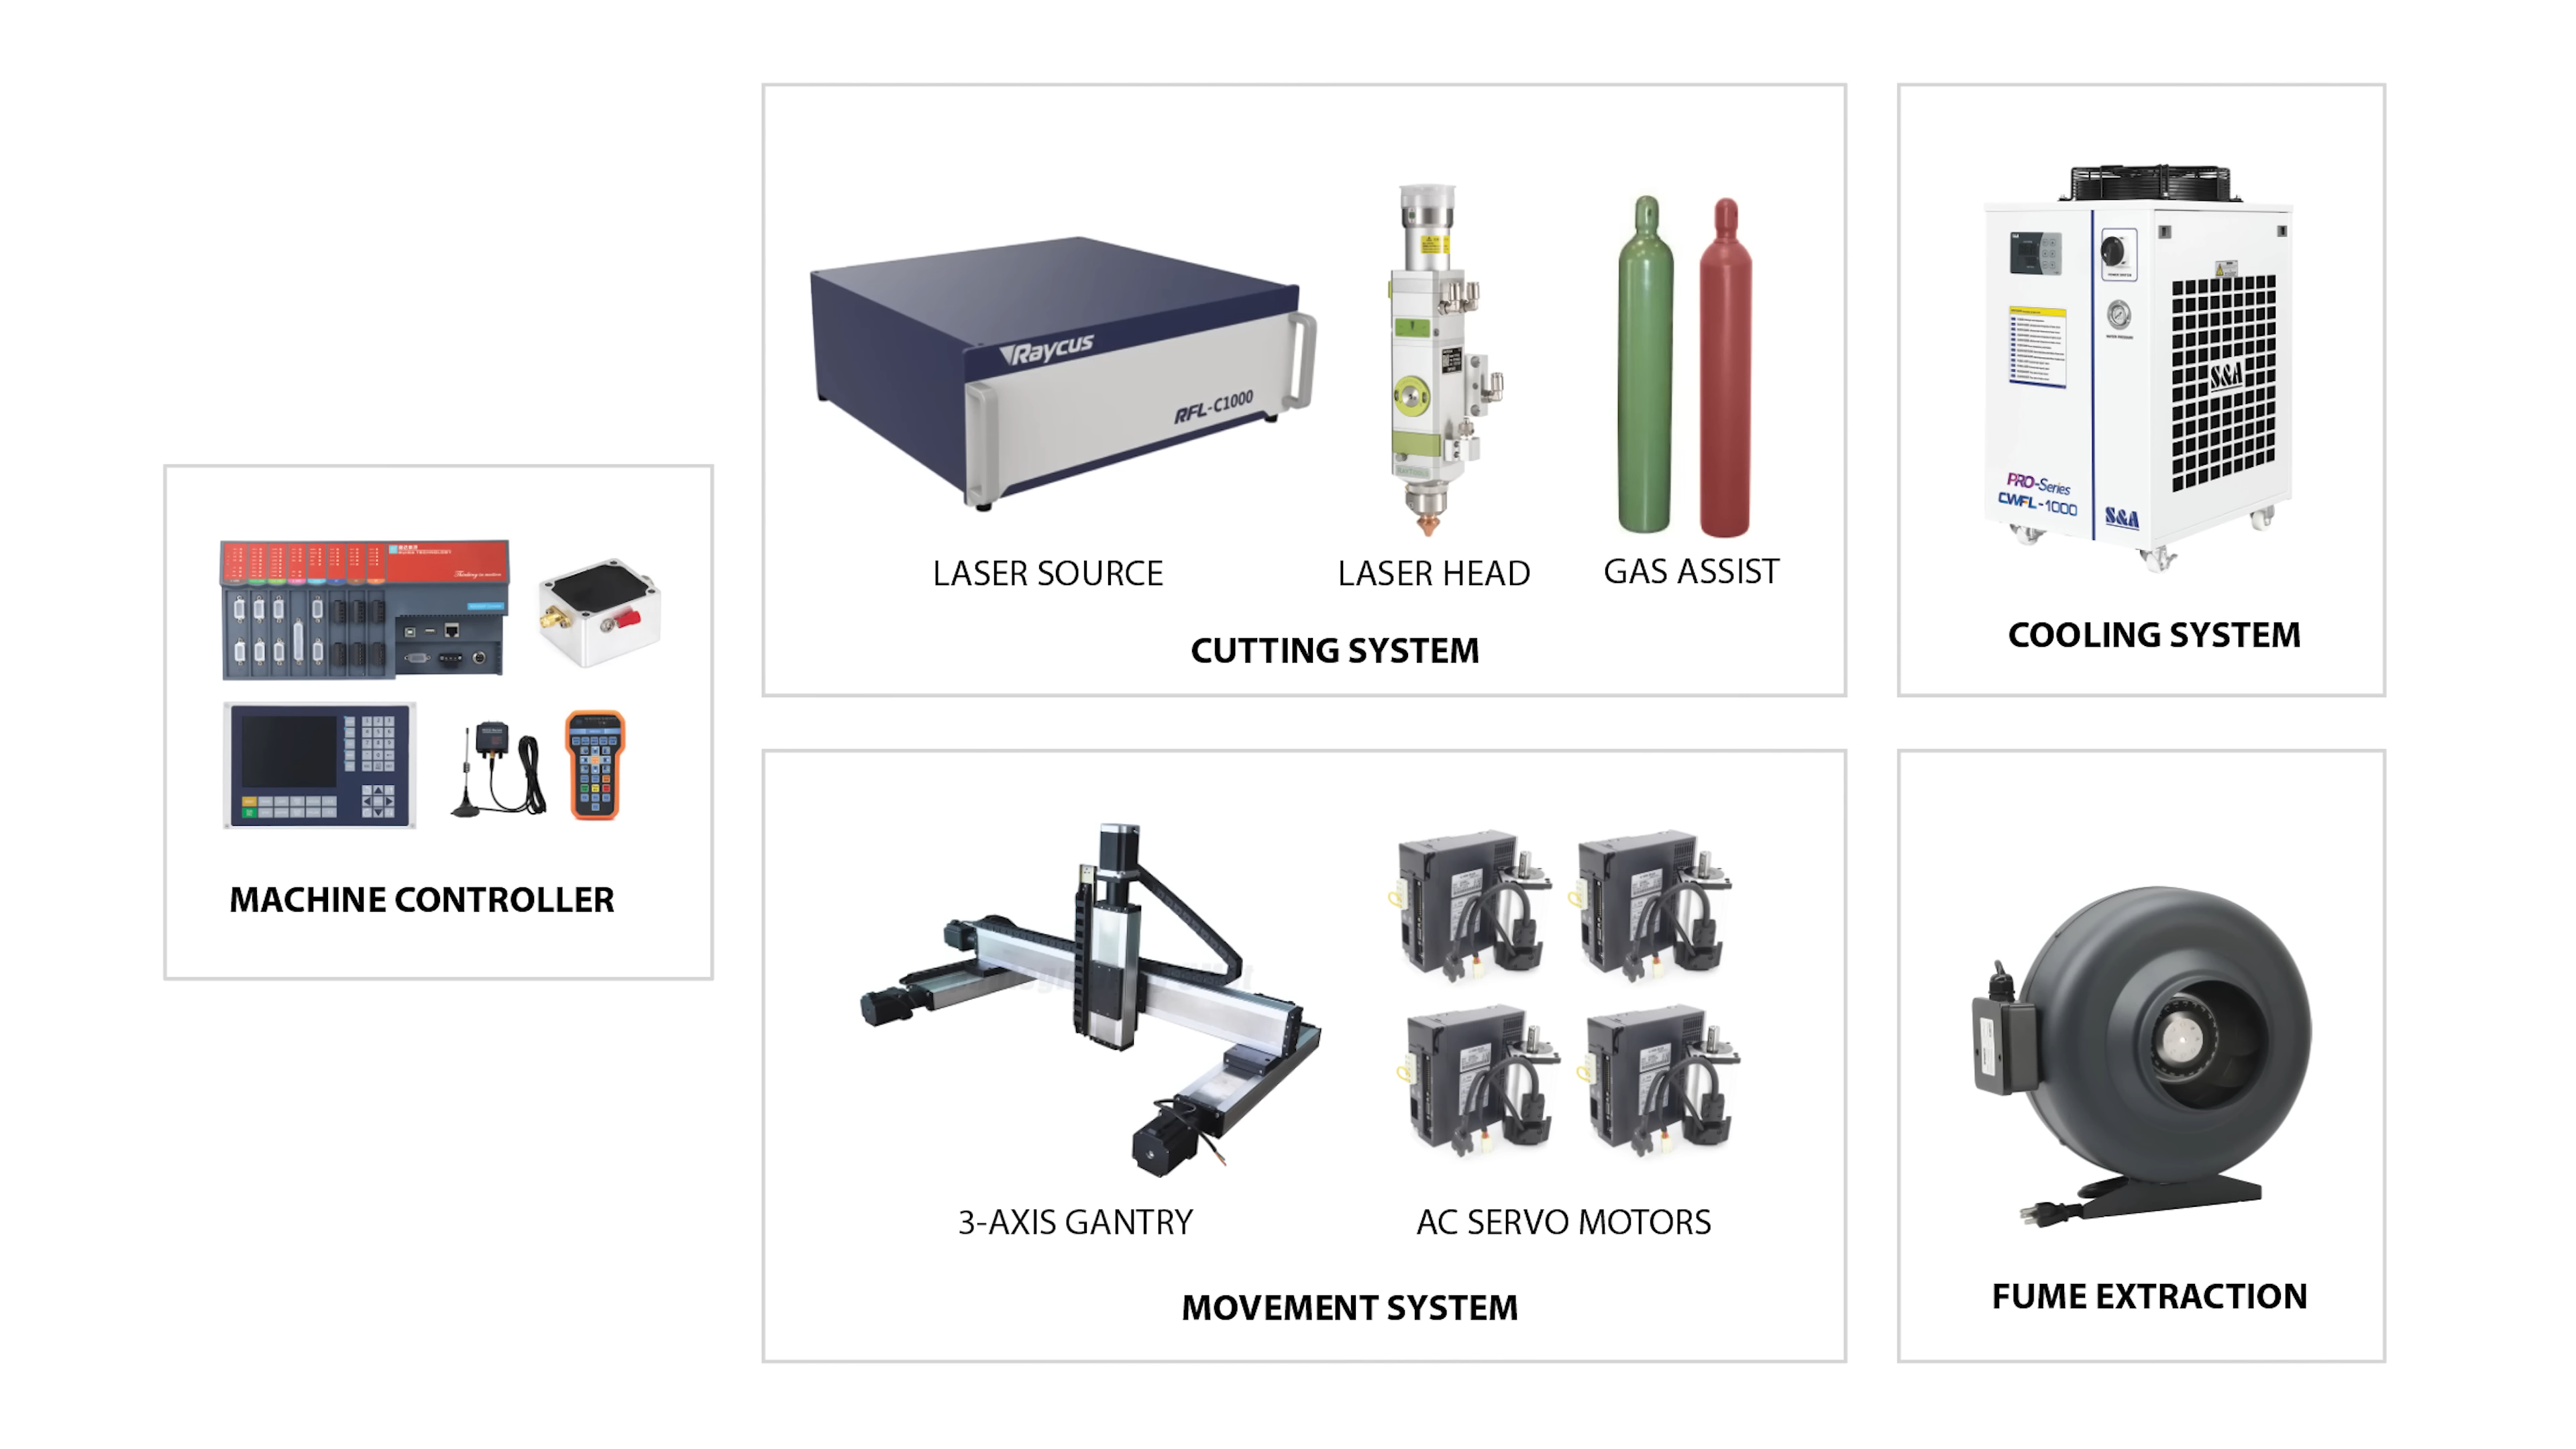 Raycus
RFL-C1000
LASER SOURCE
LASER HEAD
GAS ASSIST
CUTTING SYSTEM
S&A
PRO-Series
CWFL-1000
S&A
COOLING SYSTEM
MACHINE CONTROLLER
3-AXIS GANTRY
AC SERVO MOTORS
MOVEMENT SYSTEM
FUME EXTRACTION